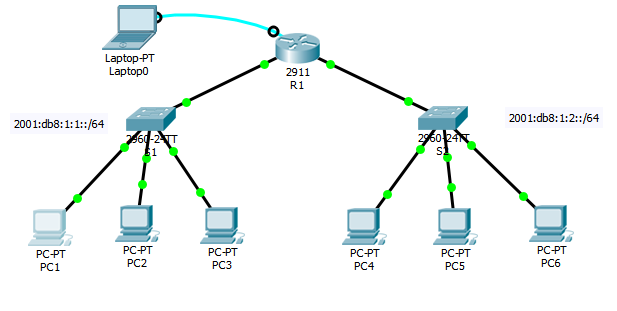 Laptop-PT
Laptop0
2911
R1
2001:db8:1:1::/64
2960-24TT
S1
2001:db8:1:2::/64
2960-24TT
S2
PC-PT
PC1
PC-PT
PC2
PC-PT
PC3
PC-PT
PC4
PC-PT
PC5
PC-PT
PC6